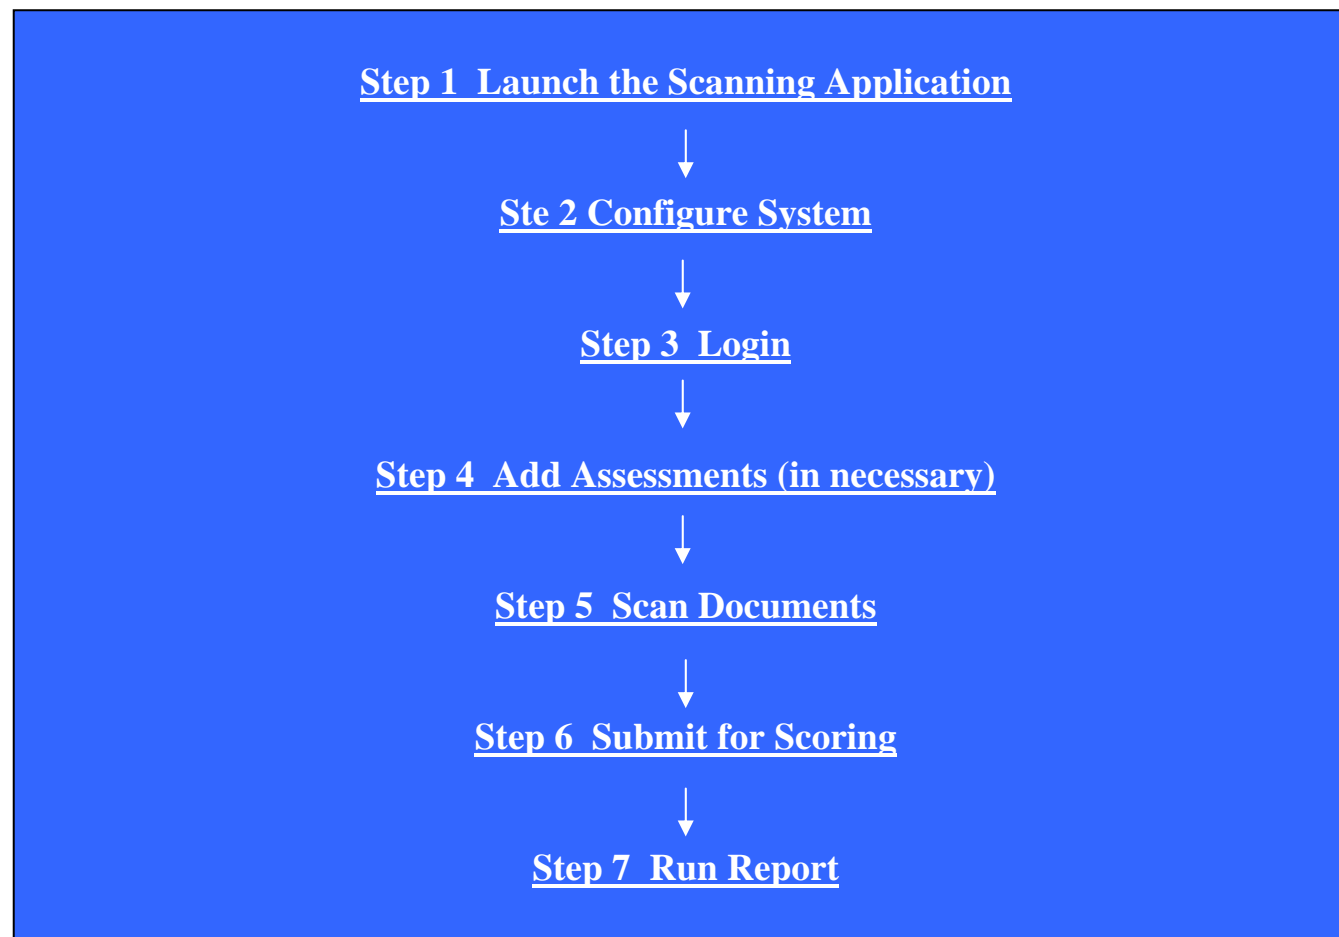 Step 1  Launch the Scanning Application
Ste 2 Configure System
Step 3  Login
Step 4  Add Assessments (in necessary)
Step 5  Scan Documents
Step 6  Submit for Scoring
Step 7  Run Report